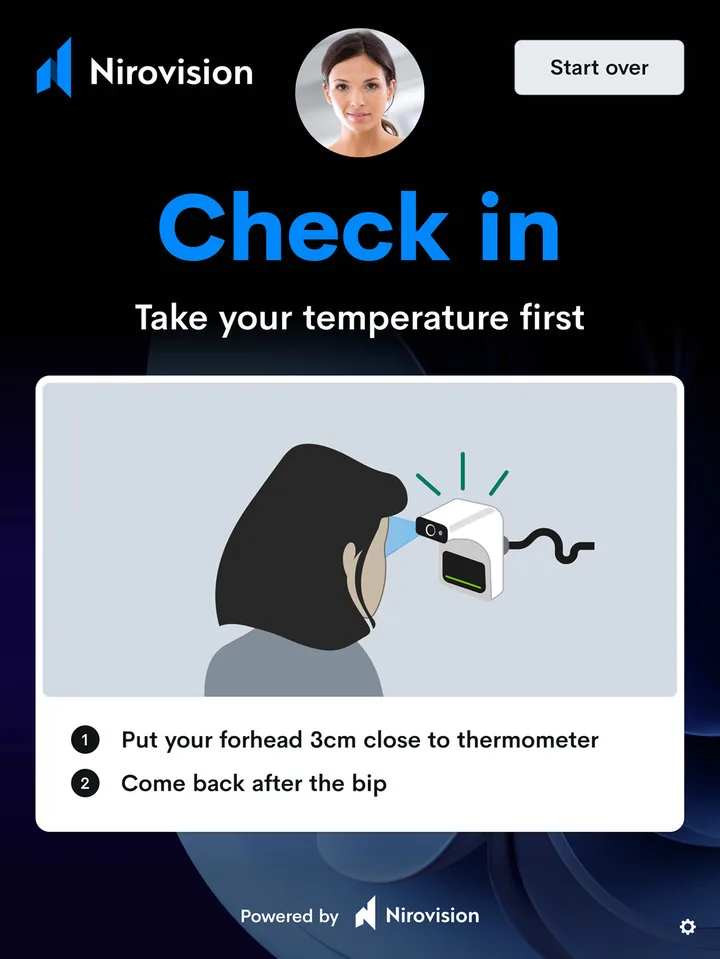 Nirovision
Start over
Check in
Take your temperature first
1 Put your forhead 3cm close to thermometer
2 Come back after the bip
Powered by Nirovision